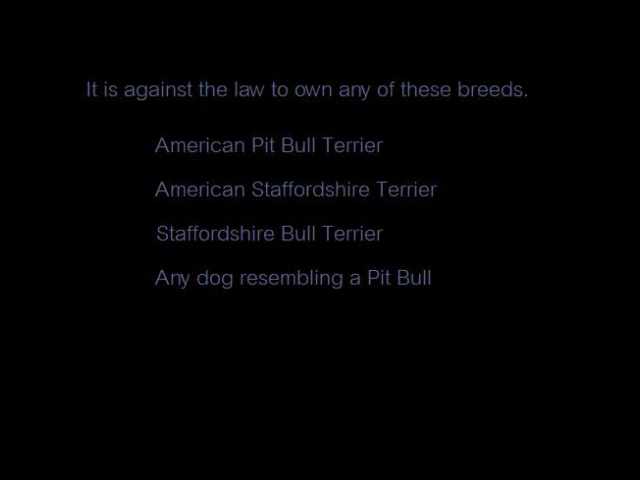 It is against the law to own any of these breeds.
American Pit Bull Terrier
American Staffordshire Terrier
Staffordshire Bull Terrier
Any dog resembling a Pit Bull